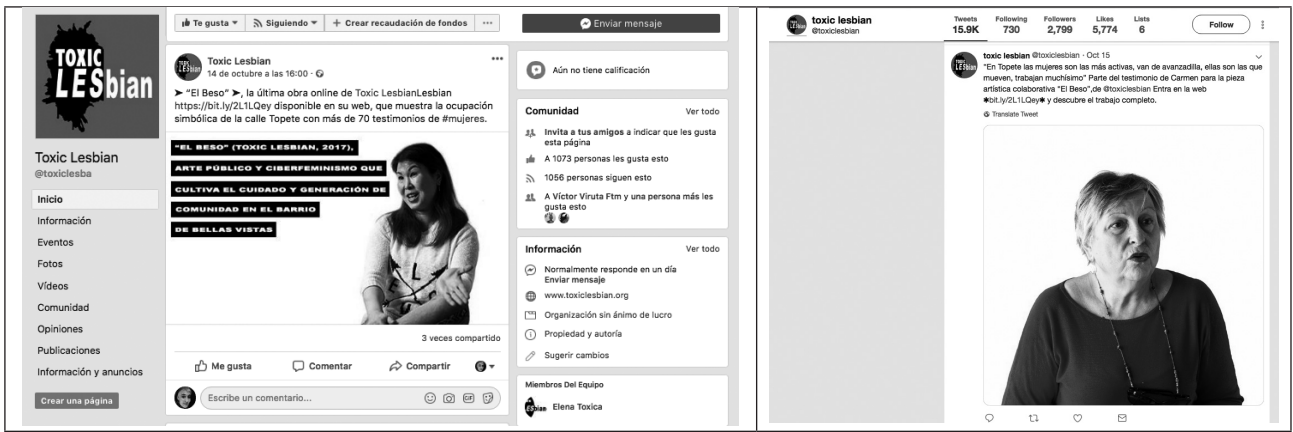 TOXIC
LESbian
Toxic Lesbian
@toxiclesba
Inicio
Información
Eventos
Fotos
Vídeos
Comunidad
Opiniones
Publicaciones
Información y anuncios
Crear una página
Te gusta
Siguiendo
+ Crear recaudación de fondos
Enviar mensaje
Toxic Lesbian
14 de octubre a las 16:00
➤ “El Beso” ➤, la última obra online de Toxic LesbianLesbian
https://bit.ly/2L1LQey disponible en su web, que muestra la ocupación
simbólica de la calle Topete con más de 70 testimonios de #mujeres.
"EL BESO" (TOXIC LESBIAN, 2017),
ARTE PÚBLICO Y CIBERFEMINISMO QUE
CULTIVA EL CUIDADO Y GENERACIÓN DE
COMUNIDAD EN EL BARRIO
DE BELLAS VISTAS
3 veces compartido
Me gusta
Comentar
Compartir
Escribe un comentario...
GIF
Aún no tiene calificación
Comunidad
Ver todo
Invita a tus amigos a indicar que les gusta
esta página
A 1073 personas les gusta esto
1056 personas siguen esto
A Víctor Viruta Ftm y una persona más les
gusta esto
Información
Ver todo
Normalmente responde en un día
Enviar mensaje
www.toxiclesbian.org
Organización sin ánimo de lucro
Propiedad y autoría
Sugerir cambios
Miembros Del Equipo
Elena Toxica
toxic lesbian
@toxiclesbian
Tweets
15.9K
Following
730
Followers
2,799
Likes
5,774
Lists
6
Follow
toxic lesbian @toxiclesbian · Oct 15
"En Topete las mujeres son las más activas, van de avanzadilla, ellas son las que
mueven, trabajan muchísimo" Parte del testimonio de Carmen para la pieza
artística colaborativa "El Beso",de @toxiclesbian Entra en la web
✱bit.ly/2L1LQey✱ y descubre el trabajo completo.
Translate Tweet